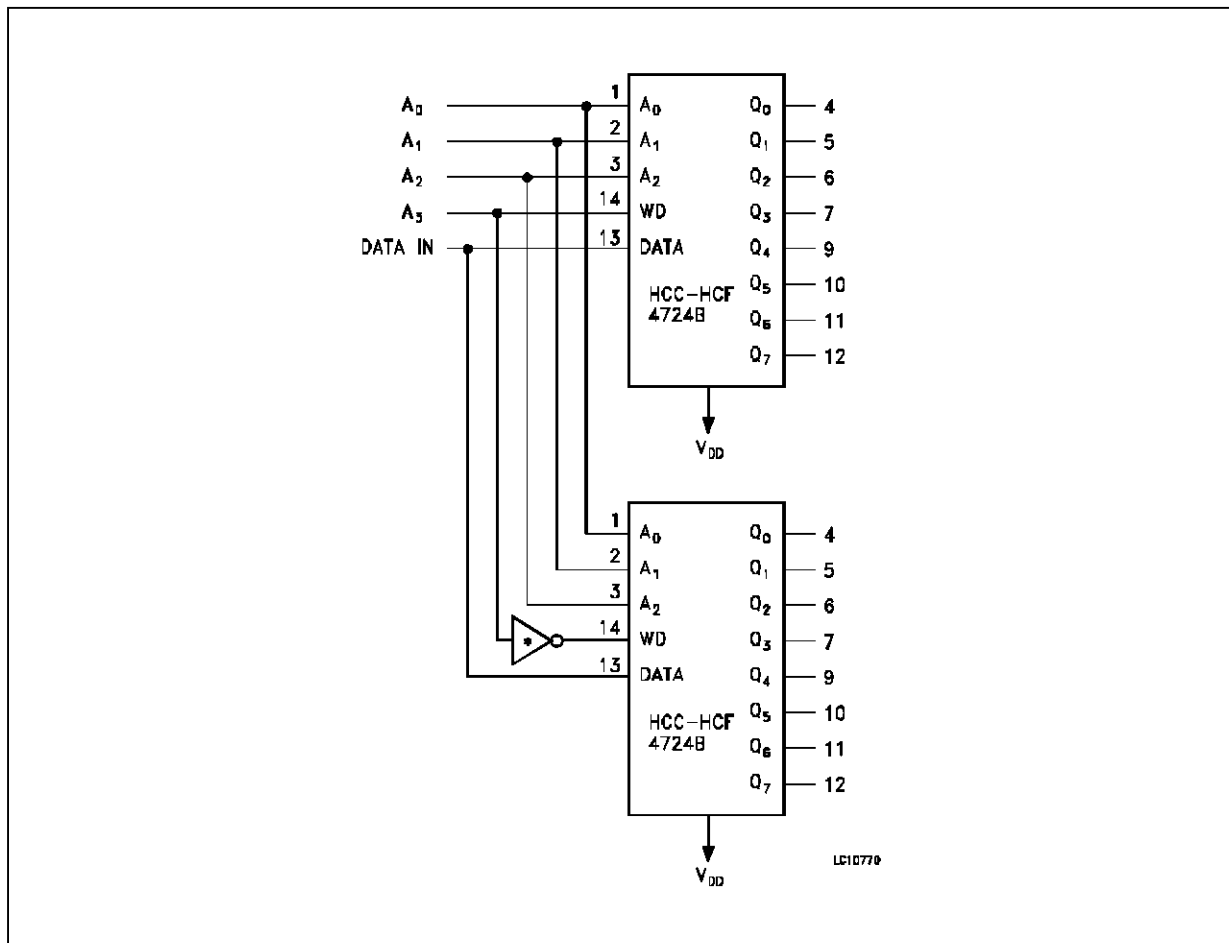 1
A₀ A₀ Q₀ 4
2
A₁ A₁ Q₁ 5
3
A₂ A₂ Q₂ 6
14
A₃ WD Q₃ 7
13
DATA IN DATA Q₄ 9
Q₅ 10
HCC-HCF
4724B
Q₆ 11
Q₇ 12
V_DD
1
A₀ Q₀ 4
2
A₁ Q₁ 5
3
A₂ Q₂ 6
14
* WD Q₃ 7
13
DATA Q₄ 9
Q₅ 10
HCC-HCF
4724B
Q₆ 11
Q₇ 12
V_DD
LC10770